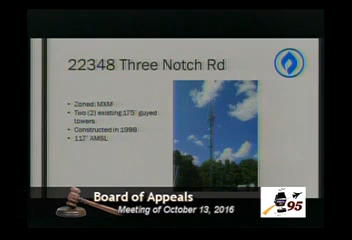 22348 Three Notch Rd
• Zoned: MXM
• Two (2) existing 175' guyed
towers
• Constructed in 1998
• 117' AMSL
Board of Appeals
Meeting of October 13, 2016
95